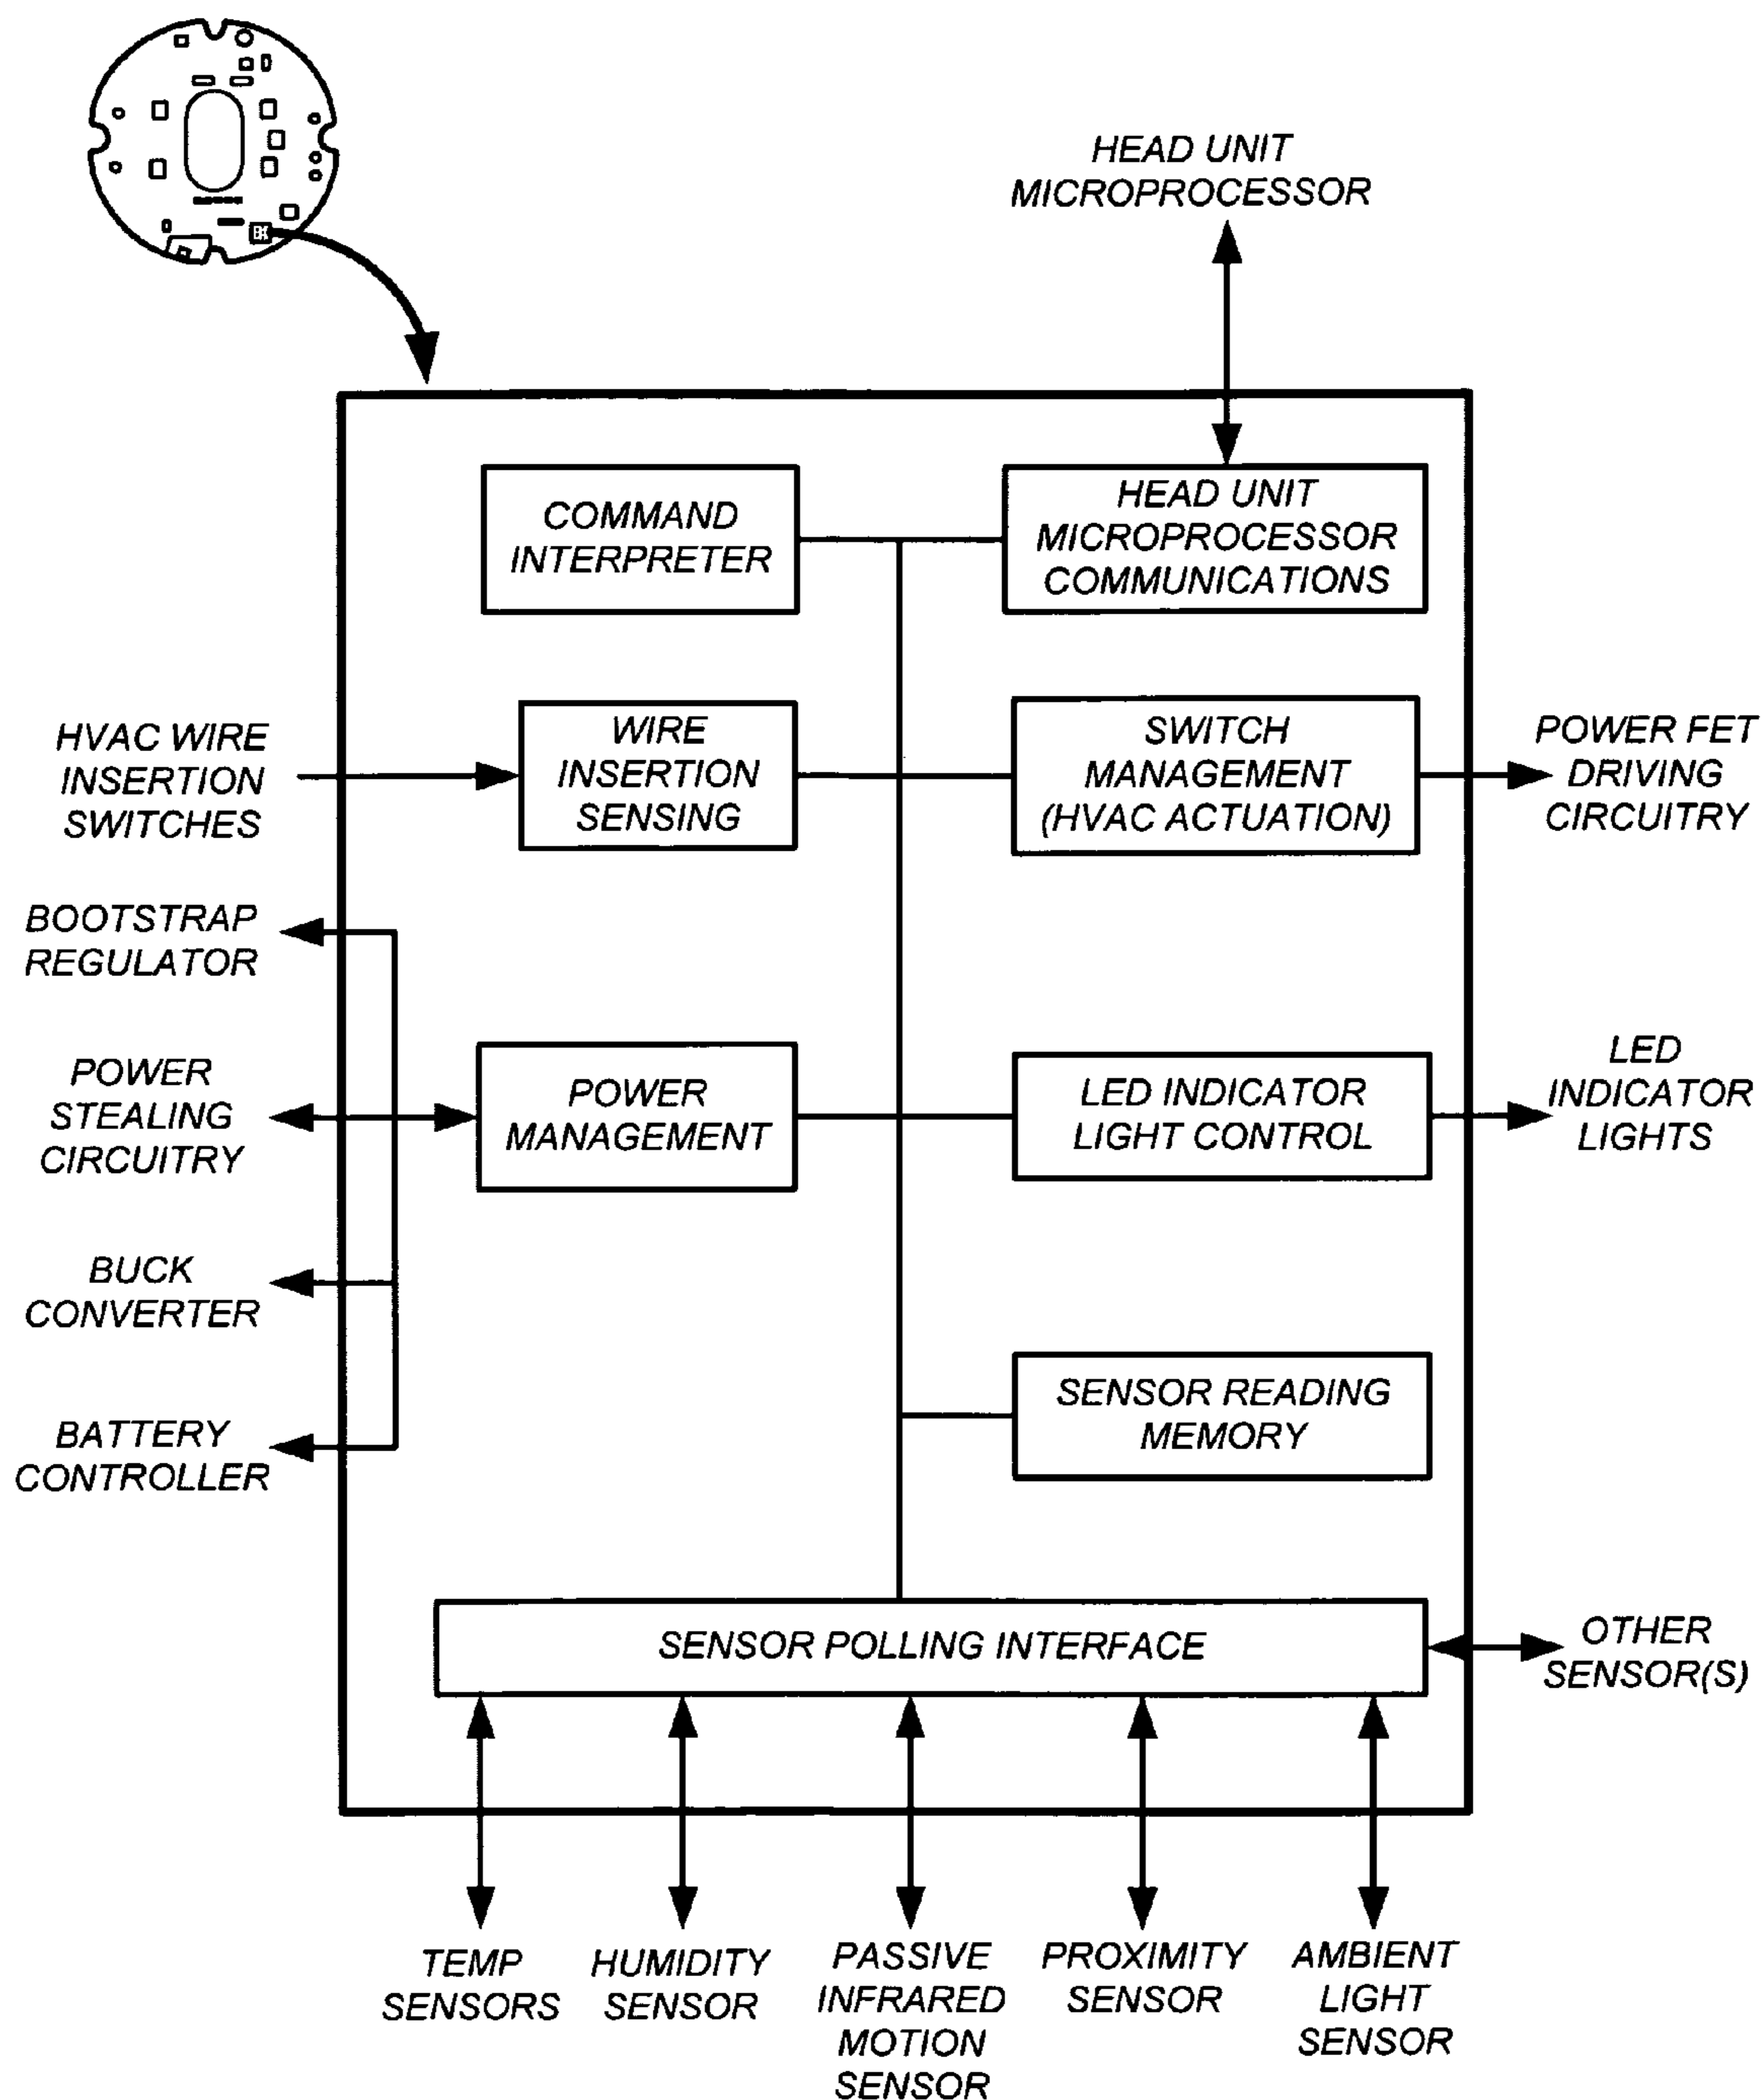 HEAD UNIT
MICROPROCESSOR
COMMAND
INTERPRETER
HEAD UNIT
MICROPROCESSOR
COMMUNICATIONS
HVAC WIRE
INSERTION
SWITCHES
WIRE
INSERTION
SENSING
SWITCH
MANAGEMENT
(HVAC ACTUATION)
POWER FET
DRIVING
CIRCUITRY
BOOTSTRAP
REGULATOR
POWER
STEALING
CIRCUITRY
POWER
MANAGEMENT
LED INDICATOR
LIGHT CONTROL
LED
INDICATOR
LIGHTS
BUCK
CONVERTER
SENSOR READING
MEMORY
BATTERY
CONTROLLER
SENSOR POLLING INTERFACE
OTHER
SENSOR(S)
TEMP
SENSORS
HUMIDITY
SENSOR
PASSIVE
INFRARED
MOTION
SENSOR
PROXIMITY
SENSOR
AMBIENT
LIGHT
SENSOR